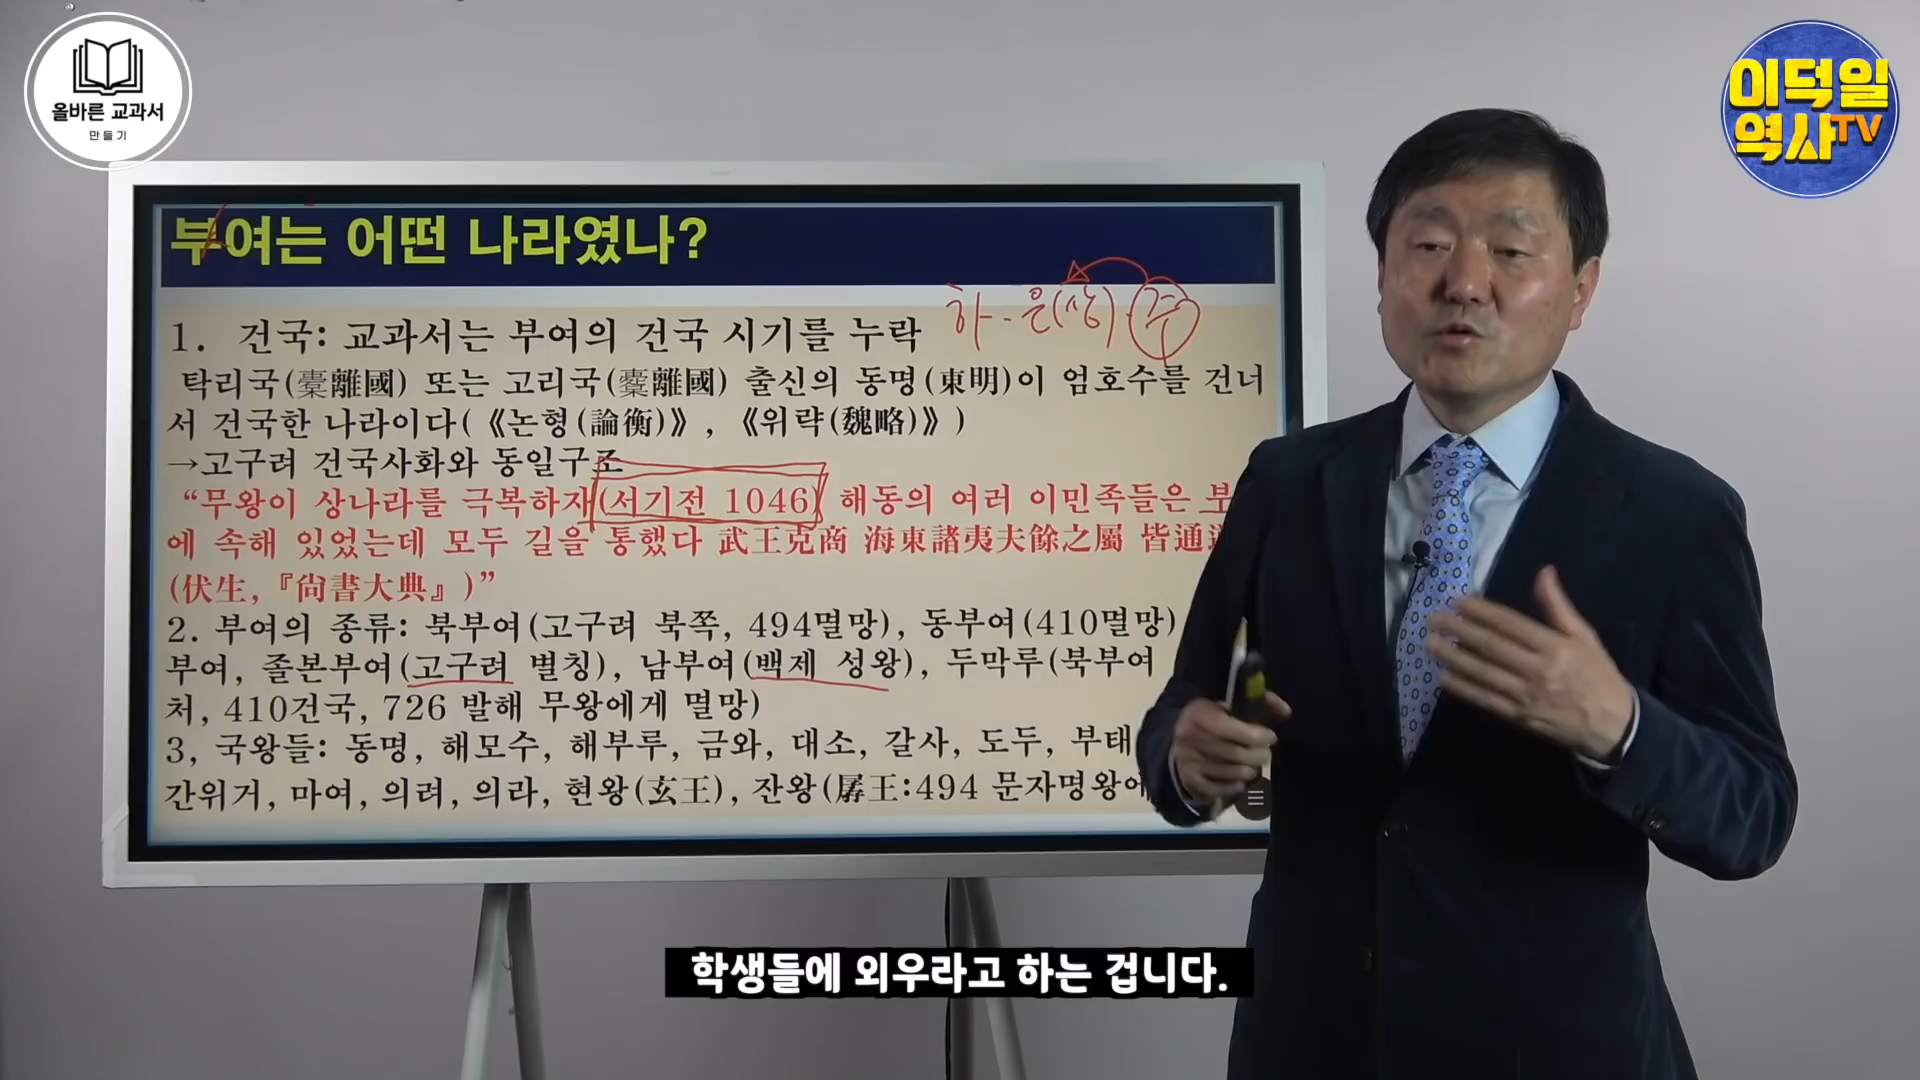 올바른 교과서
만들기
이덕일
역사TV
부여는 어떤 나라였나?
하 - 은(상) - 주
1. 건국: 교과서는 부여의 건국 시기를 누락
탁리국(槖離國) 또는 고리국(櫜離國) 출신의 동명(東明)이 엄호수를 건너
서 건국한 나라이다(《논형(論衡)》, 《위략(魏略)》)
→고구려 건국사화와 동일구조
“무왕이 상나라를 극복하자(서기전 1046) 해동의 여러 이민족들은 부
에 속해 있었는데 모두 길을 통했다 武王克商 海東諸夷夫餘之屬 皆通道
(伏生,『尙書大典』)”
2. 부여의 종류: 북부여(고구려 북쪽, 494멸망), 동부여(410멸망)
부여, 졸본부여(고구려 별칭), 남부여(백제 성왕), 두막루(북부여
처, 410건국, 726 발해 무왕에게 멸망)
3, 국왕들: 동명, 해모수, 해부루, 금와, 대소, 갈사, 도두, 부태
간위거, 마여, 의려, 의라, 현왕(玄王), 잔왕(孱王:494 문자명왕에
학생들에 외우라고 하는 겁니다.